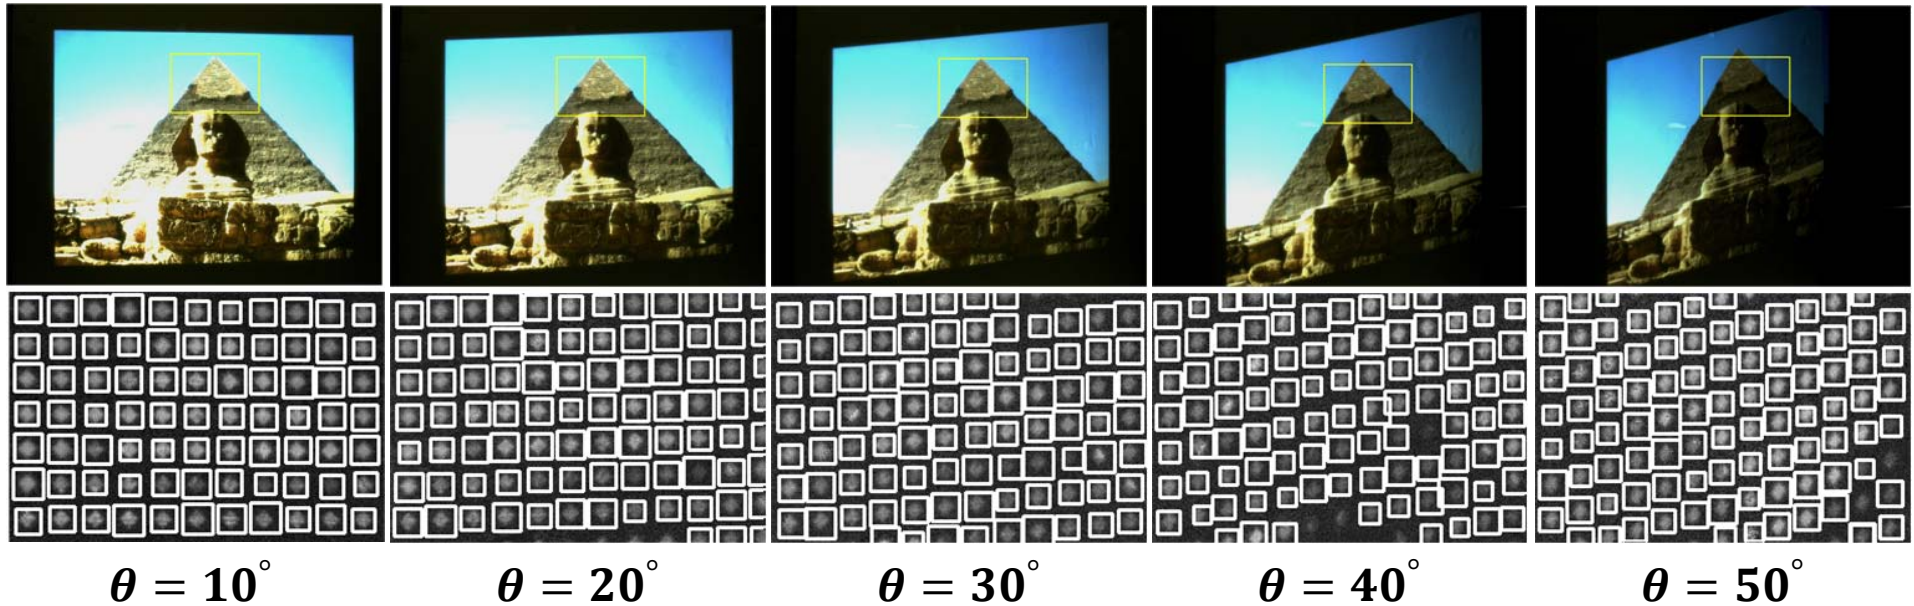 θ = 10°
θ = 20°
θ = 30°
θ = 40°
θ = 50°